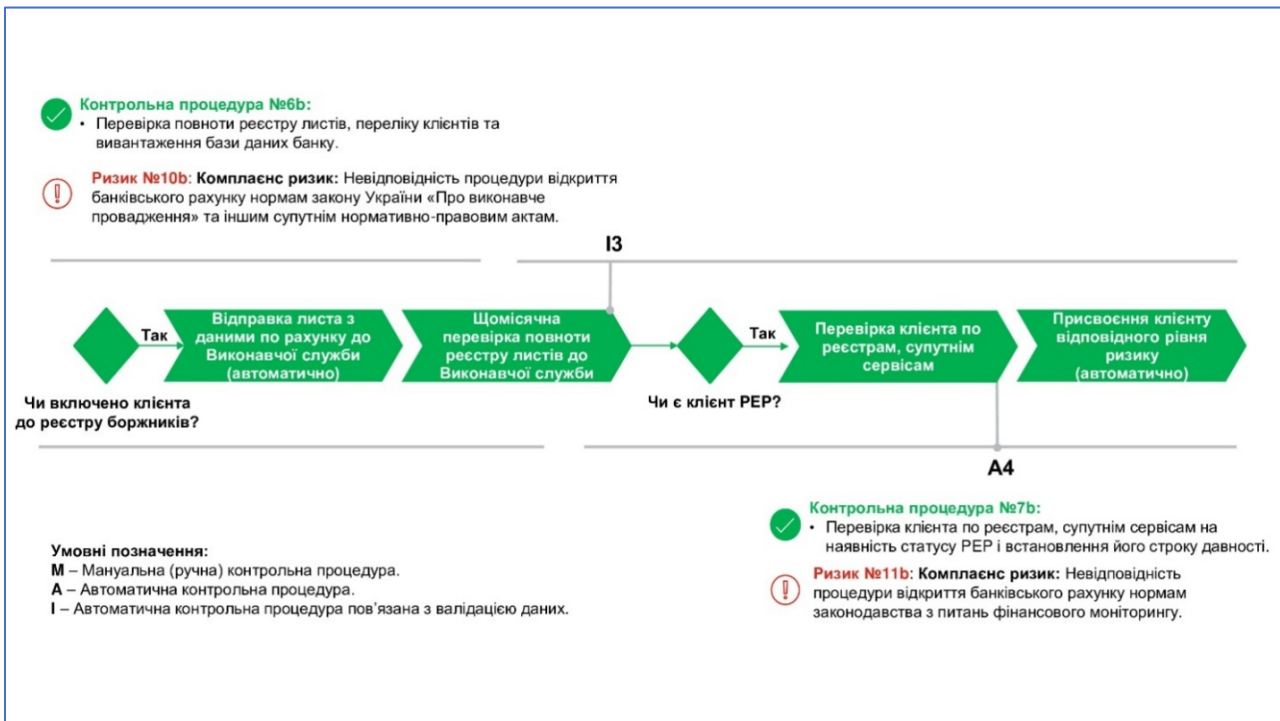 Контрольна процедура №6b:
• Перевірка повноти реєстру листів, переліку клієнтів та
вивантаження бази даних банку.
Ризик №10b: Комплаєнс ризик: Невідповідність процедури відкриття
банківського рахунку нормам закону України «Про виконавче
провадження» та іншим супутнім нормативно-правовим актам.
І3
Так
Відправка листа з
даними по рахунку до
Виконавчої служби
(автоматично)
Щомісячна
перевірка повноти
реєстру листів до
Виконавчої служби
Так
Перевірка клієнта по
реєстрам, супутнім
сервісам
Присвоєння клієнту
відповідного рівня
ризику
(автоматично)
Чи включено клієнта
до реєстру боржників?
Чи є клієнт PEP?
А4
Контрольна процедура №7b:
• Перевірка клієнта по реєстрам, супутнім сервісам на
наявність статусу PEP і встановлення його строку давності.
Ризик №11b: Комплаєнс ризик: Невідповідність
процедури відкриття банківського рахунку нормам
законодавства з питань фінансового моніторингу.
Умовні позначення:
М – Мануальна (ручна) контрольна процедура.
А – Автоматична контрольна процедура.
І – Автоматична контрольна процедура пов’язана з валідацією даних.